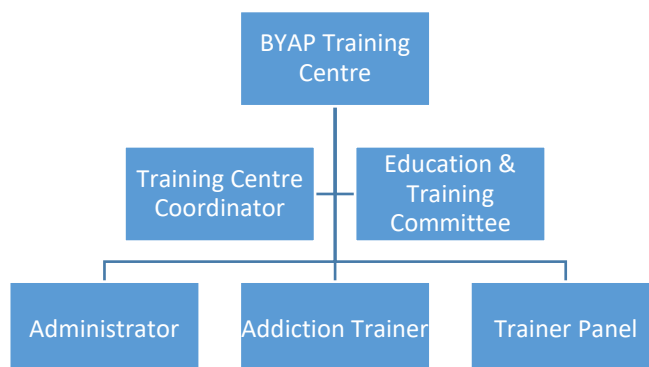 BYAP Training
Centre
Training Centre
Coordinator
Education &
Training
Committee
Administrator
Addiction Trainer
Trainer Panel